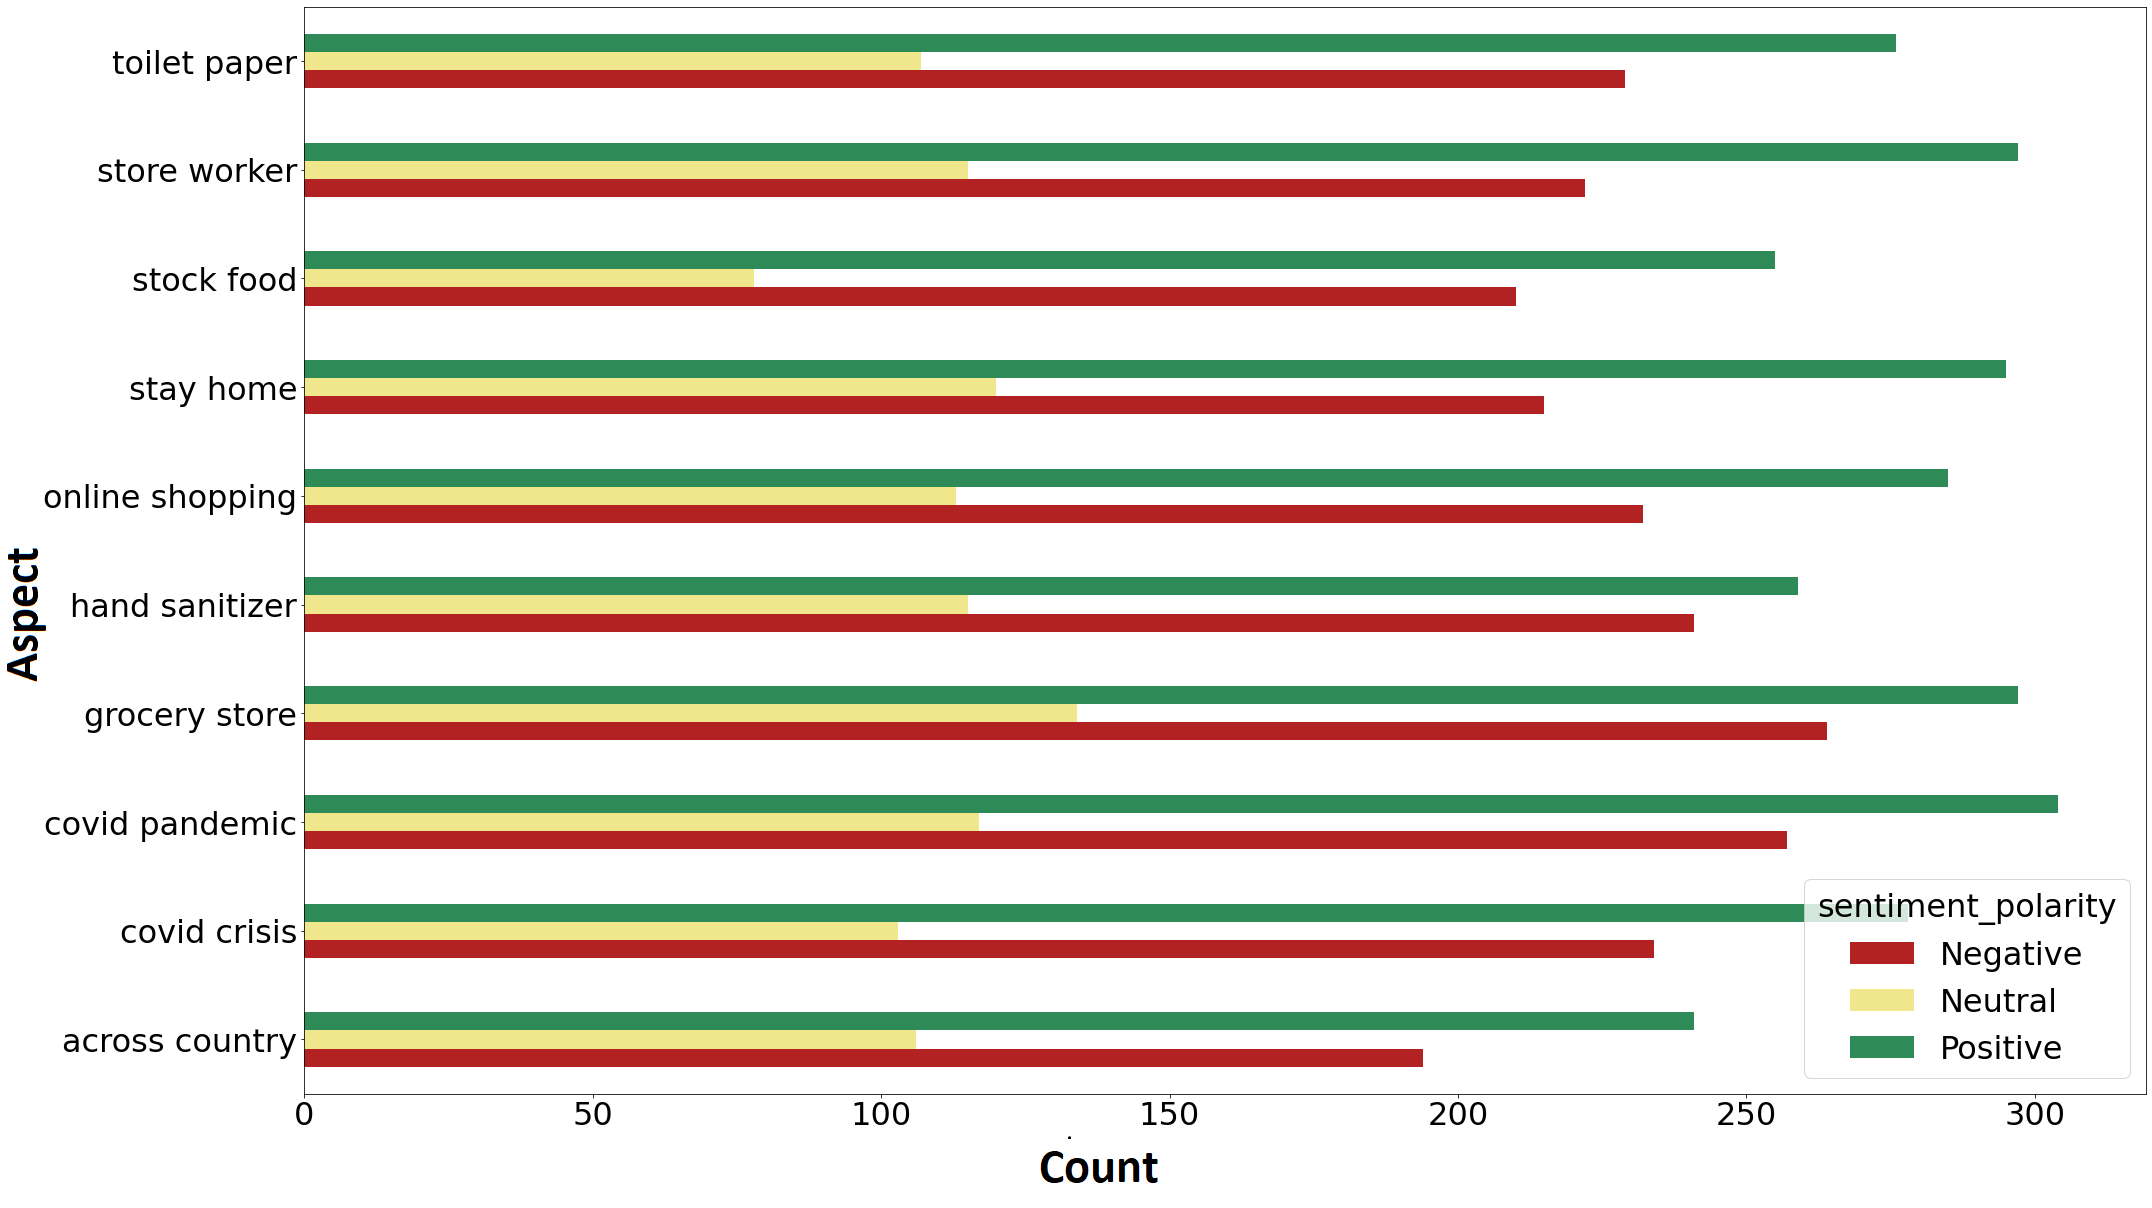 toilet paper
store worker
stock food
stay home
online shopping
hand sanitizer
grocery store
covid pandemic
covid crisis
across country
Aspect
sentiment_polarity
Negative
Neutral
Positive
0 50 100 150 200 250 300
Count